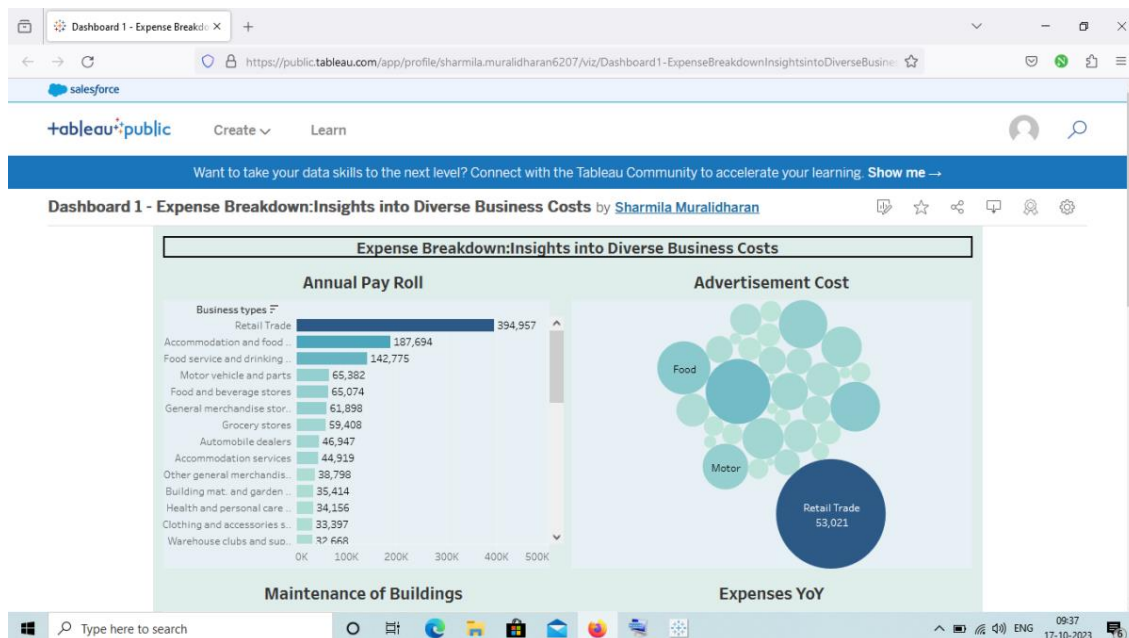 Dashboard 1 - Expense Breakdo
https://public.tableau.com/app/profile/sharmila.muralidharan6207/viz/Dashboard1-ExpenseBreakdownInsightsintoDiverseBusine
salesforce
+ableau public Create Learn
Want to take your data skills to the next level? Connect with the Tableau Community to accelerate your learning. Show me →
Dashboard 1 - Expense Breakdown:Insights into Diverse Business Costs by Sharmila Muralidharan
Expense Breakdown:Insights into Diverse Business Costs
Annual Pay Roll
Business types
Retail Trade 394,957
Accommodation and food .. 187,694
Food service and drinking .. 142,775
Motor vehicle and parts 65,382
Food and beverage stores 65,074
General merchandise stor.. 61,898
Grocery stores 59,408
Automobile dealers 46,947
Accommodation services 44,919
Other general merchandis.. 38,798
Building mat. and garden .. 35,414
Health and personal care .. 34,156
Clothing and accessories s.. 33,397
Warehouse clubs and sup.. 32,668
0K 100K 200K 300K 400K 500K
Advertisement Cost
Food
Motor
Retail Trade
53,021
Maintenance of Buildings
Expenses YoY
Type here to search
ENG
09:37
17-10-2023